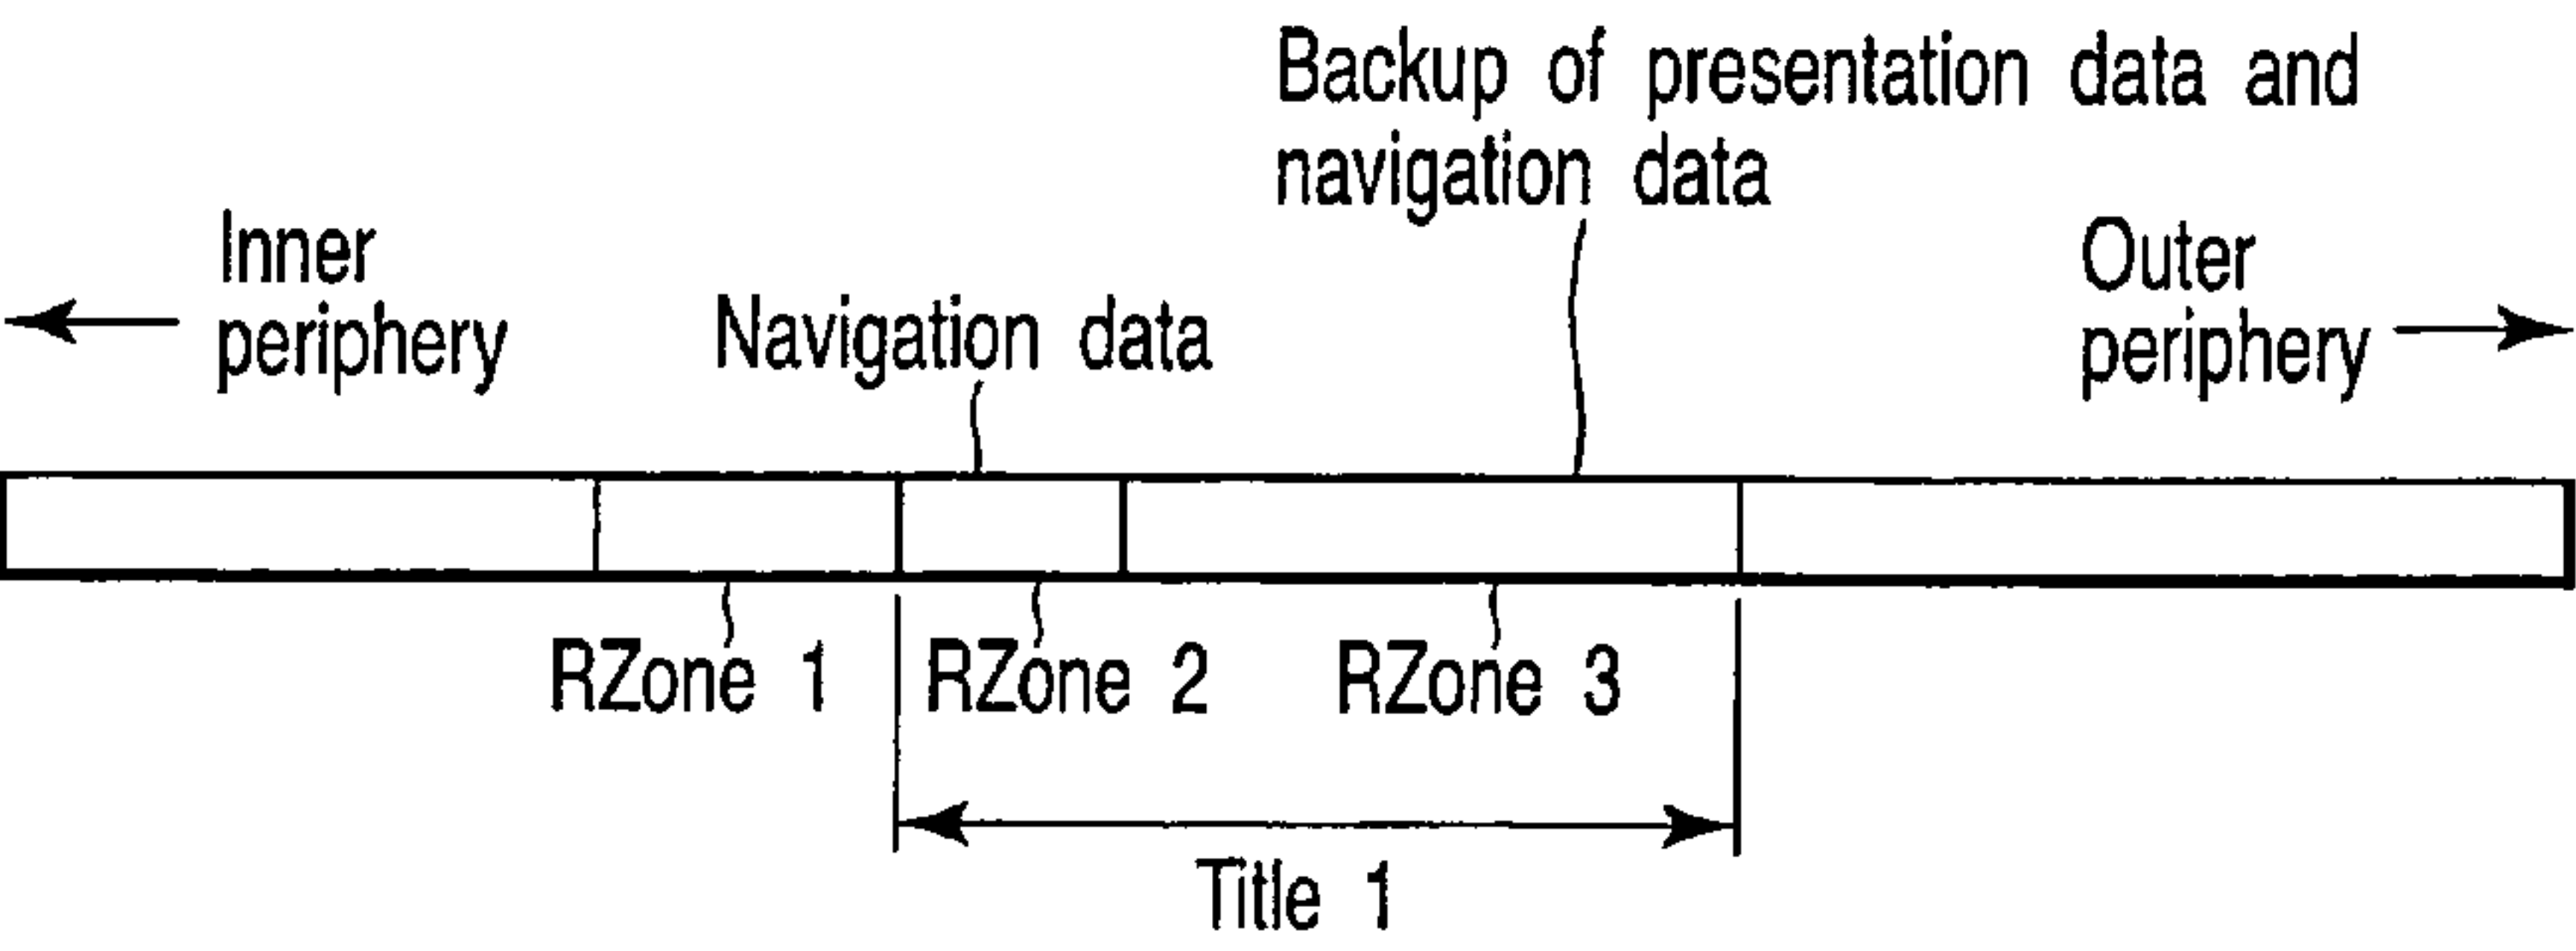 Backup of presentation data and
navigation data
Inner
periphery
Navigation data
Outer
periphery
RZone 1
RZone 2
RZone 3
Title 1